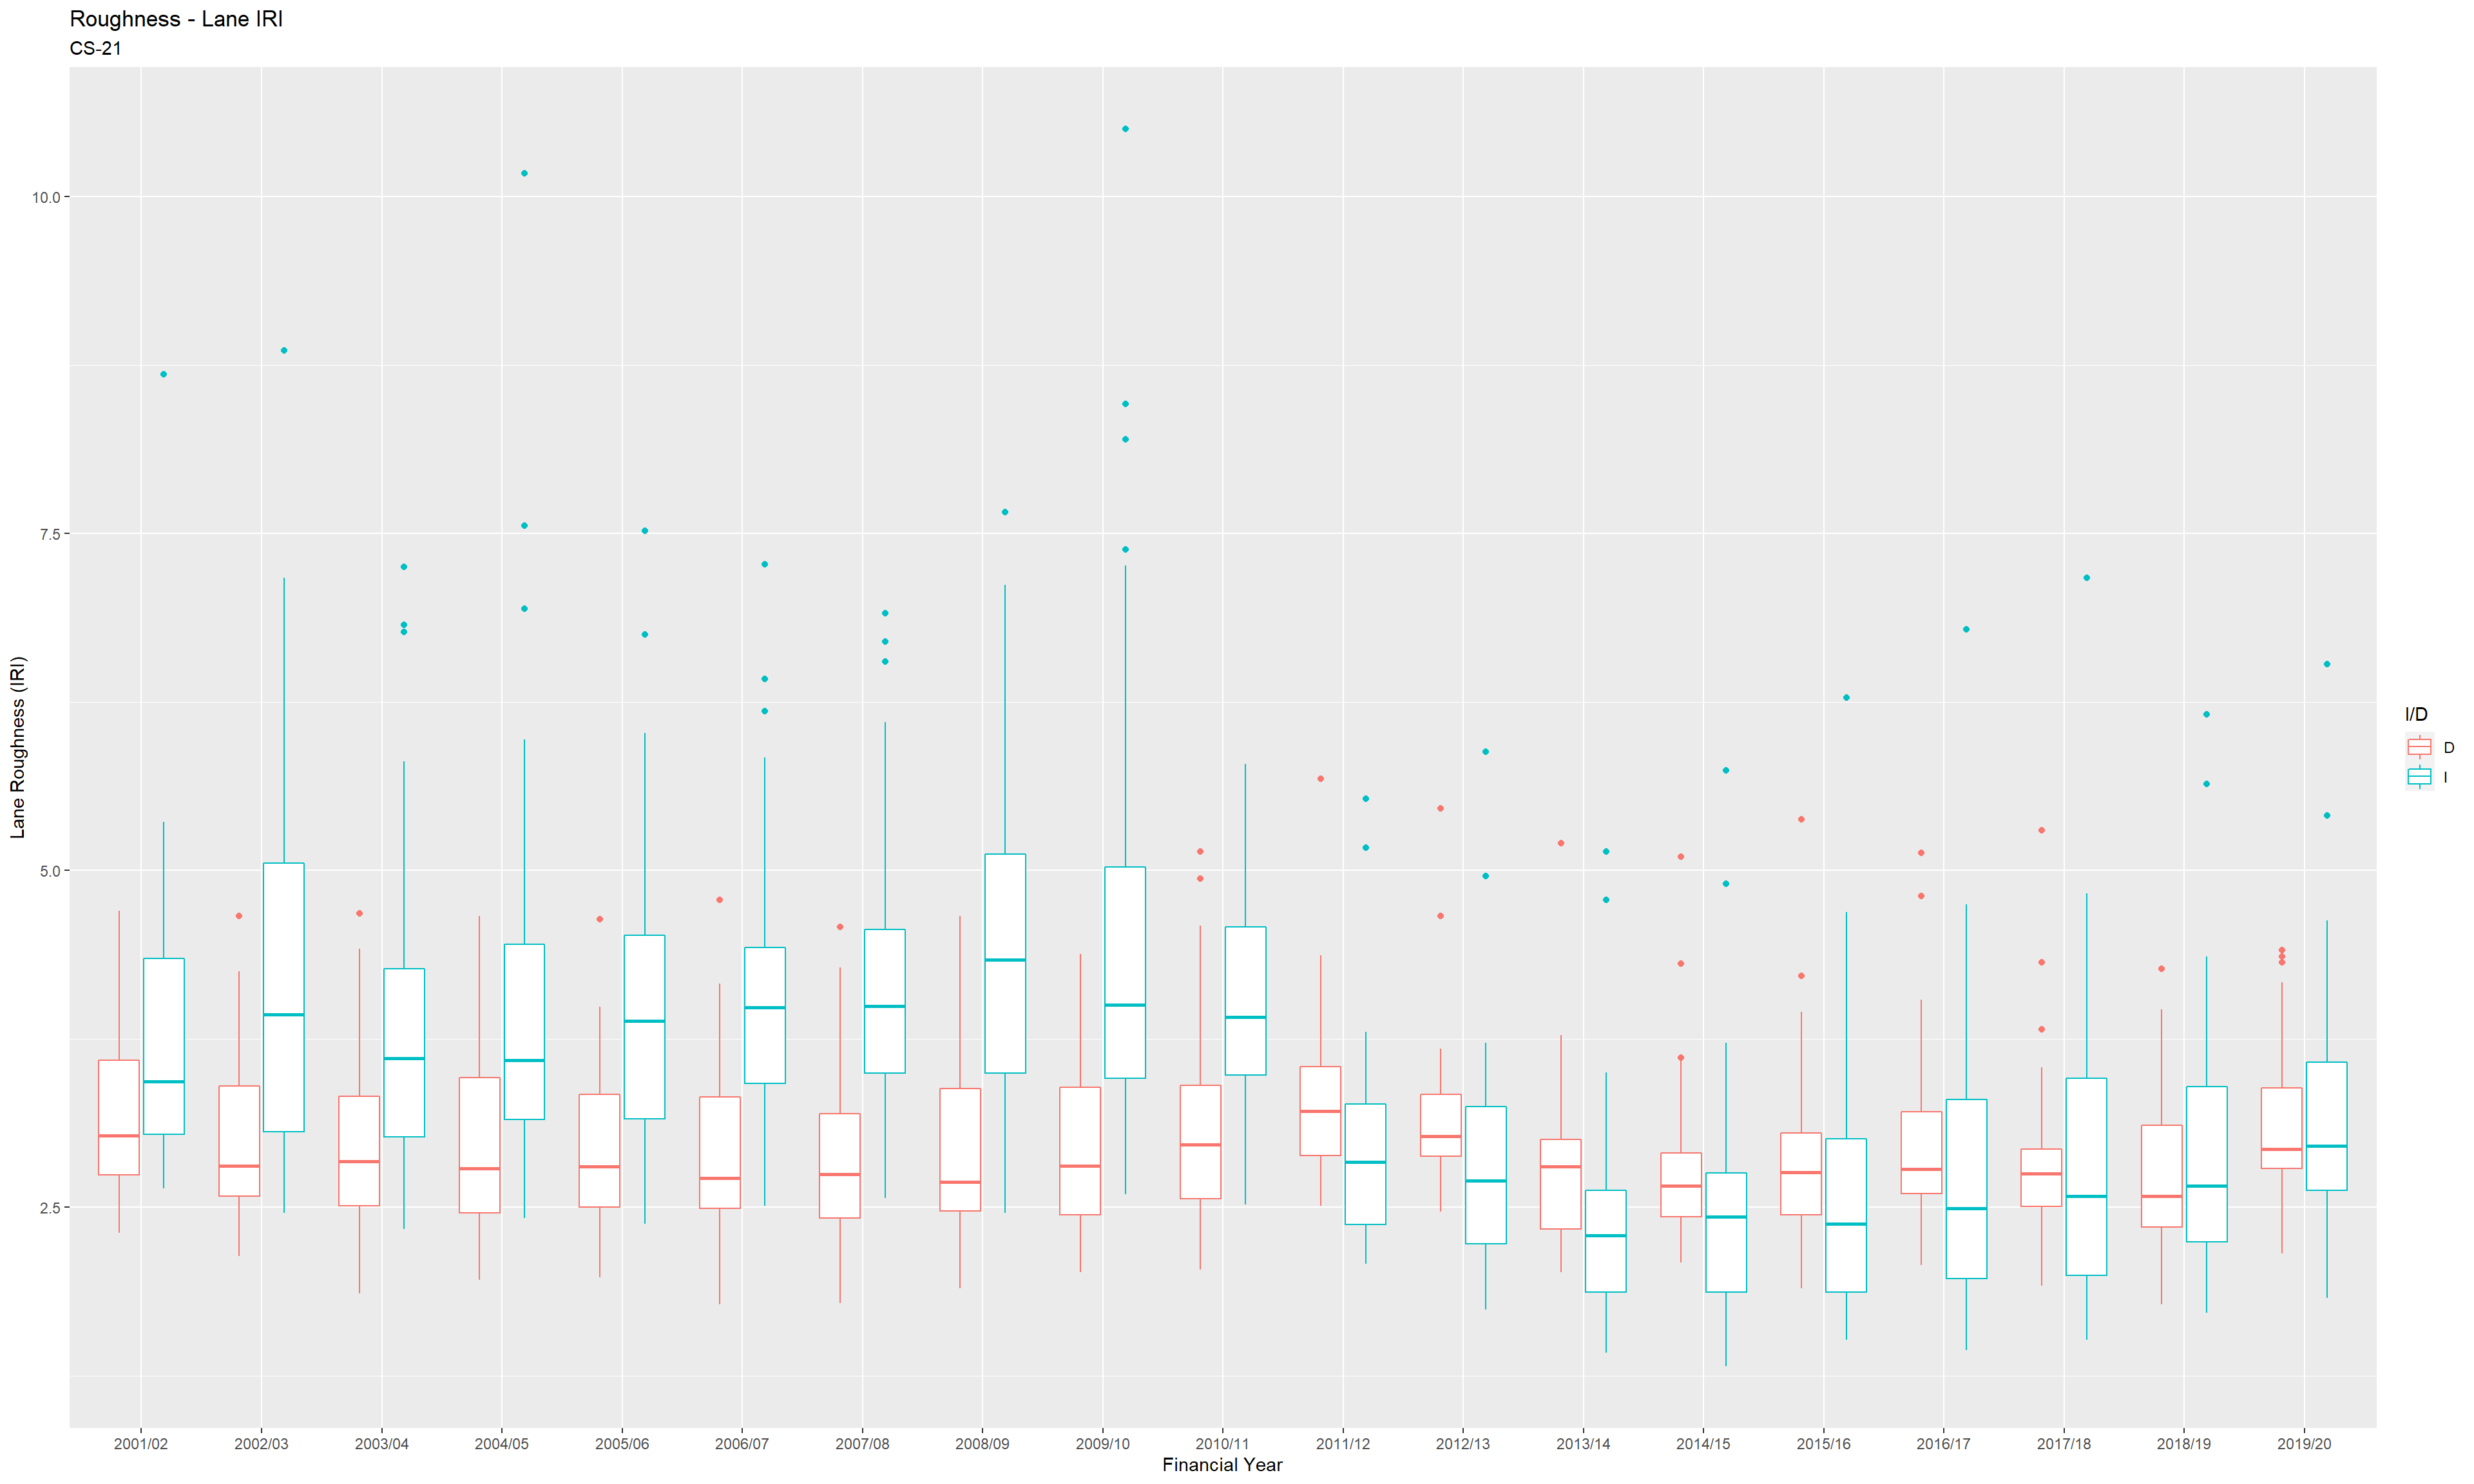 Roughness - Lane IRI
CS-21
Lane Roughness (IRI)
10.0
7.5
5.0
2.5
2001/02 2002/03 2003/04 2004/05 2005/06 2006/07 2007/08 2008/09 2009/10 2010/11 2011/12 2012/13 2013/14 2014/15 2015/16 2016/17 2017/18 2018/19 2019/20
Financial Year
I/D
D
I